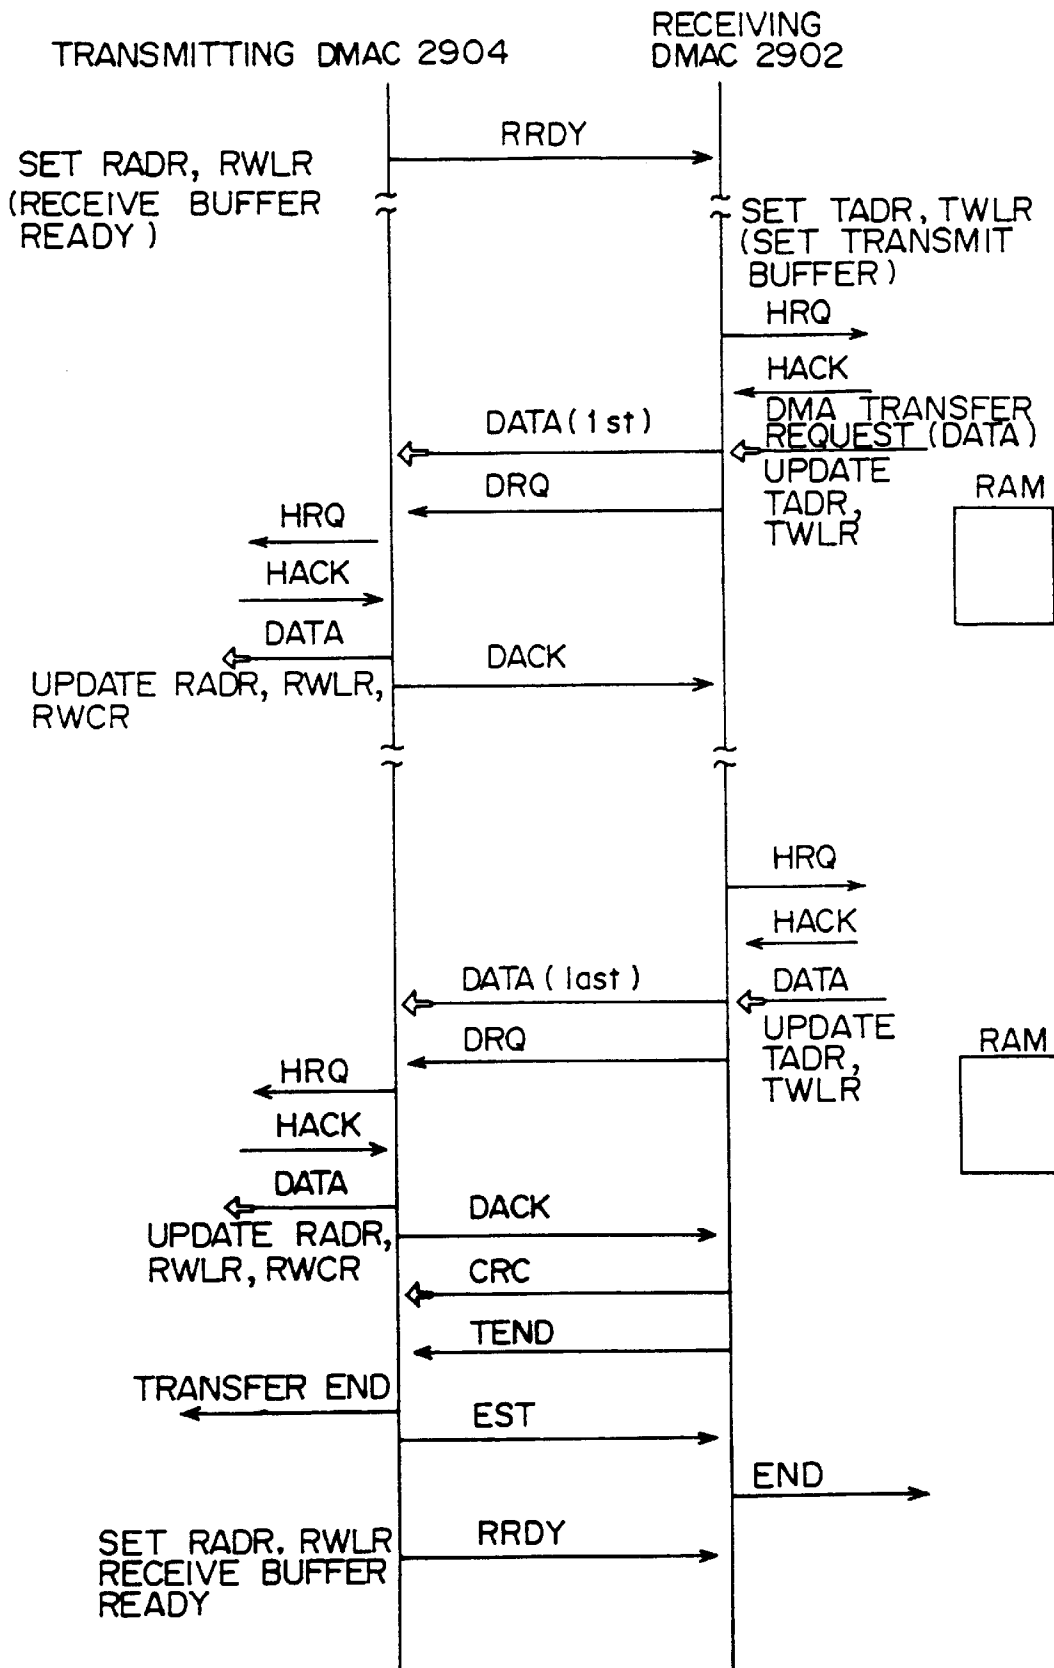 RECEIVING
TRANSMITTING DMAC 2904
DMAC 2902
RRDY
SET RADR, RWLR
(RECEIVE BUFFER
READY)
SET TADR, TWLR
(SET TRANSMIT
BUFFER)
HRQ
HACK
DMA TRANSFER
REQUEST (DATA)
DATA (1st)
UPDATE
TADR,
TWLR
RAM
DRQ
HRQ
HACK
DATA
DACK
UPDATE RADR, RWLR,
RWCR
HRQ
HACK
DATA (last)
DATA
UPDATE
TADR,
TWLR
RAM
DRQ
HRQ
HACK
DATA
DACK
UPDATE RADR,
RWLR, RWCR
CRC
TEND
TRANSFER END
EST
END
RRDY
SET RADR, RWLR
RECEIVE BUFFER
READY